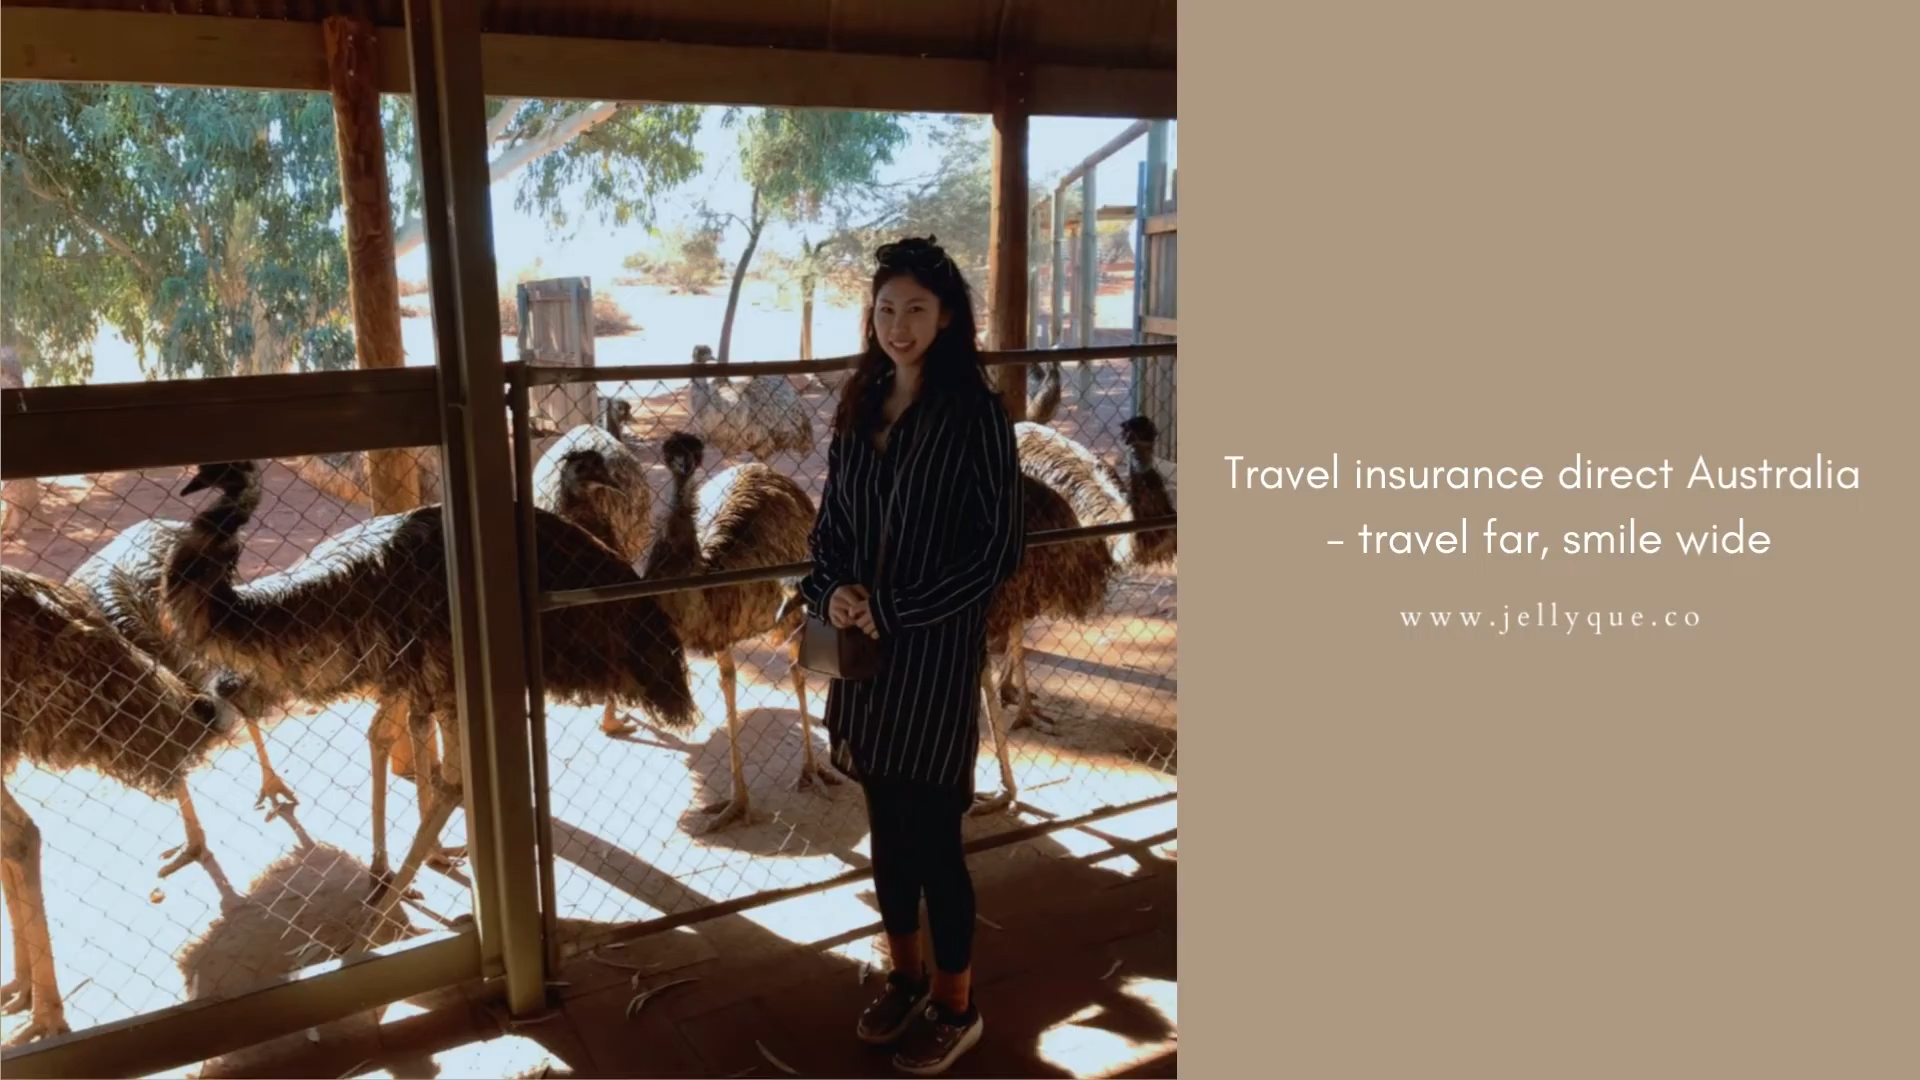 Travel insurance direct Australia
– travel far, smile wide
www.jellyque.co